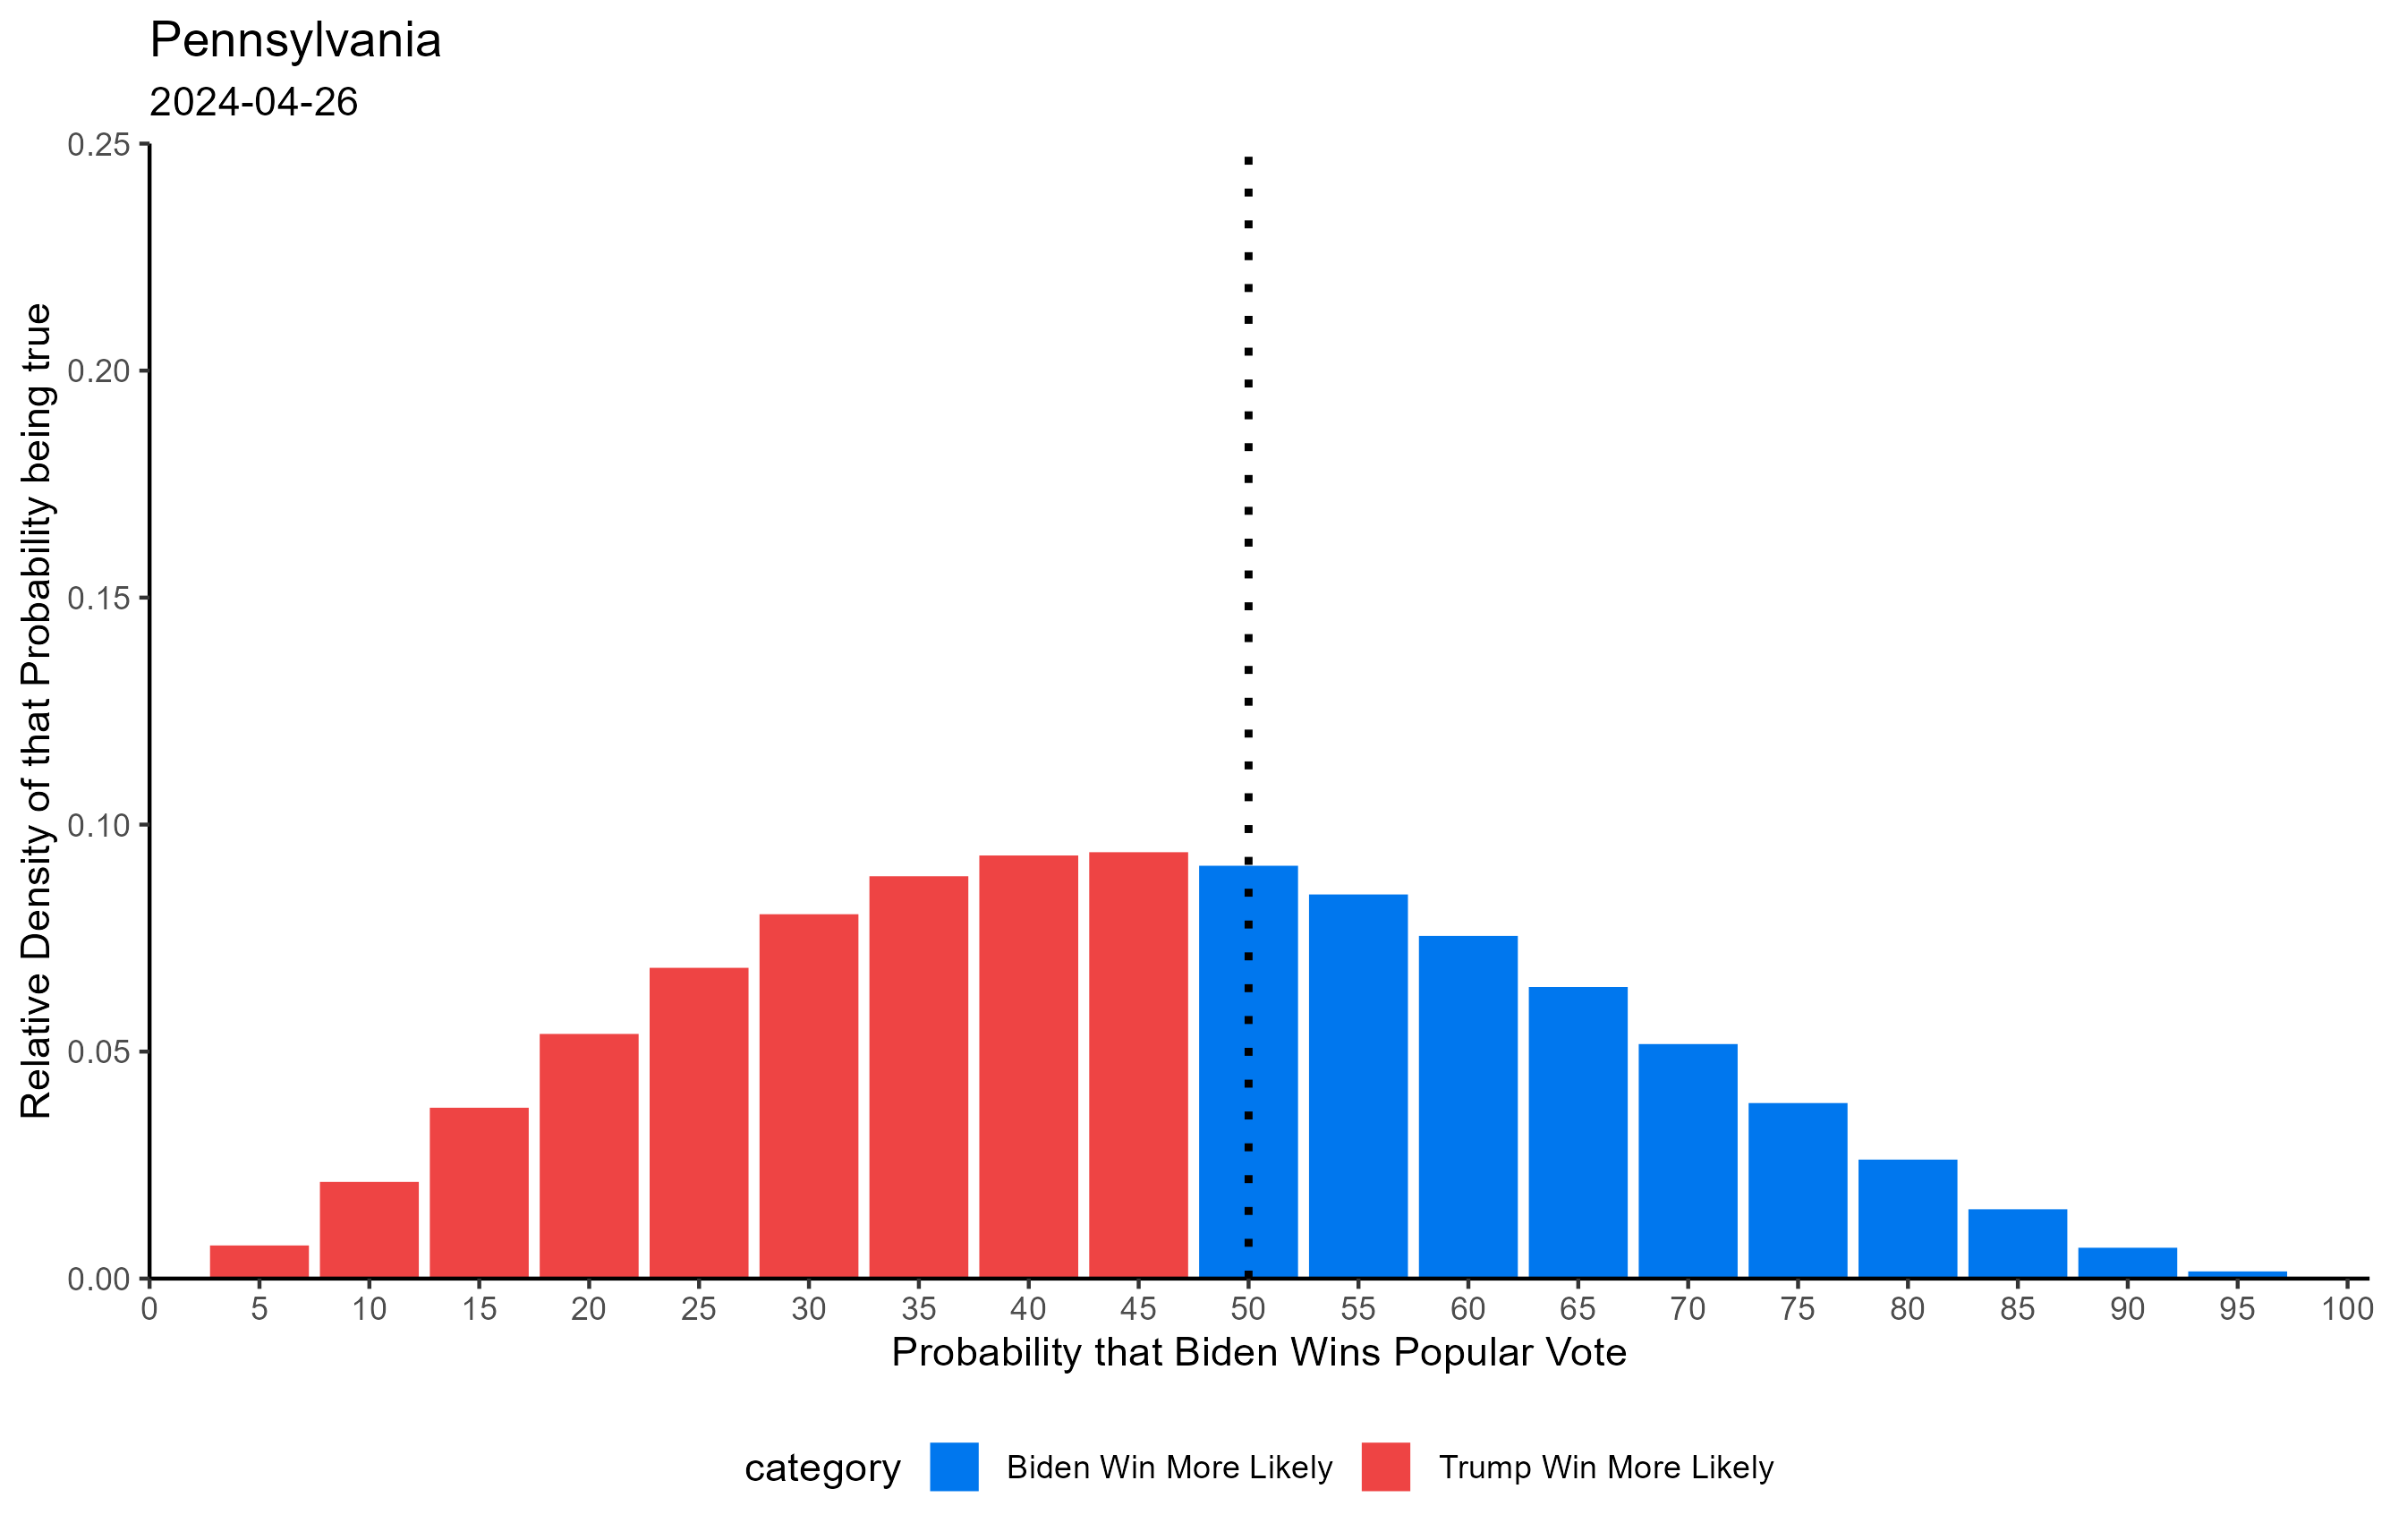 Pennsylvania
2024-04-26
Relative Density of that Probability being true
0.25
0.20
0.15
0.10
0.05
0.00
0 5 10 15 20 25 30 35 40 45 50 55 60 65 70 75 80 85 90 95 100
Probability that Biden Wins Popular Vote
category Biden Win More Likely Trump Win More Likely